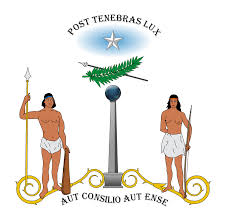 POST TENEBRAS LUX
AUT CONSILIO AUT ENSE